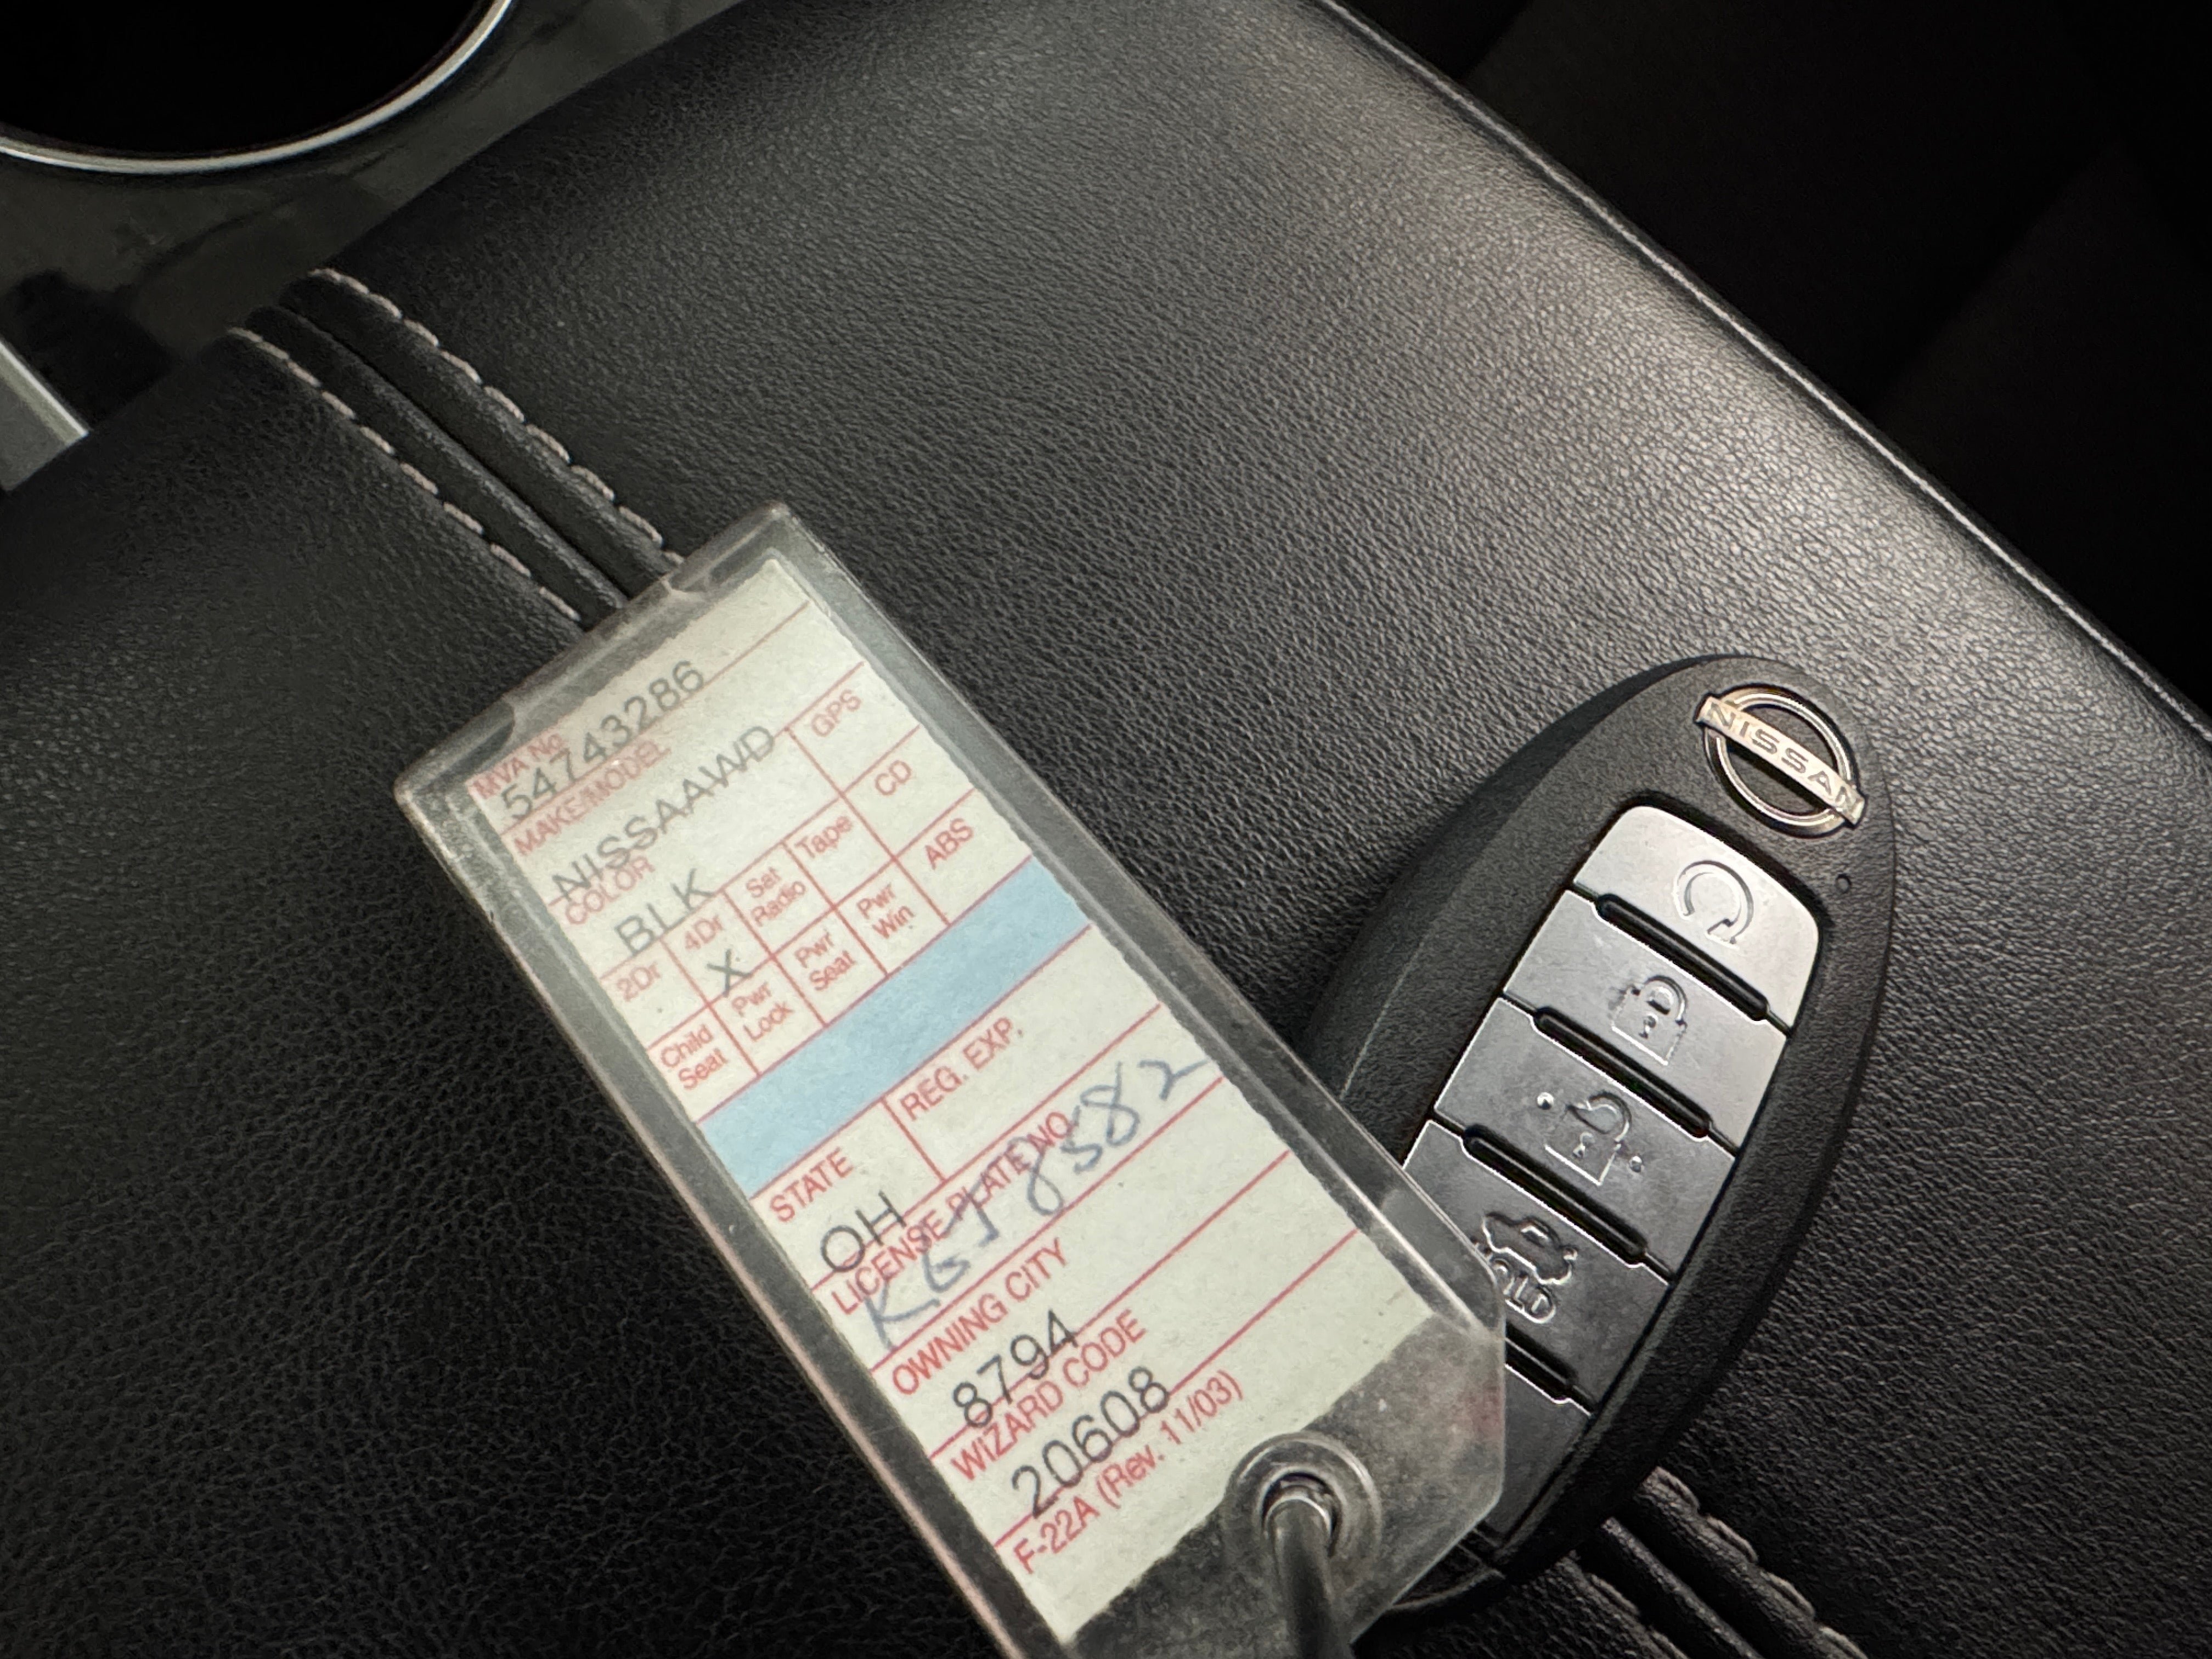 MVA No.
54743286
MAKE/MODEL
NISSAAWD
GPS
COLOR
BLK
CD
2Dr
4Dr
X
Sat Radio
Tape
ABS
Child Seat
Pwr Lock
Pwr Seat
Pwr Win
STATE
OH
REG. EXP.
LICENSE PLATE NO.
8582
OWNING CITY
8794
WIZARD CODE
20608
F-22A (Rev. 11/03)
NISSAN